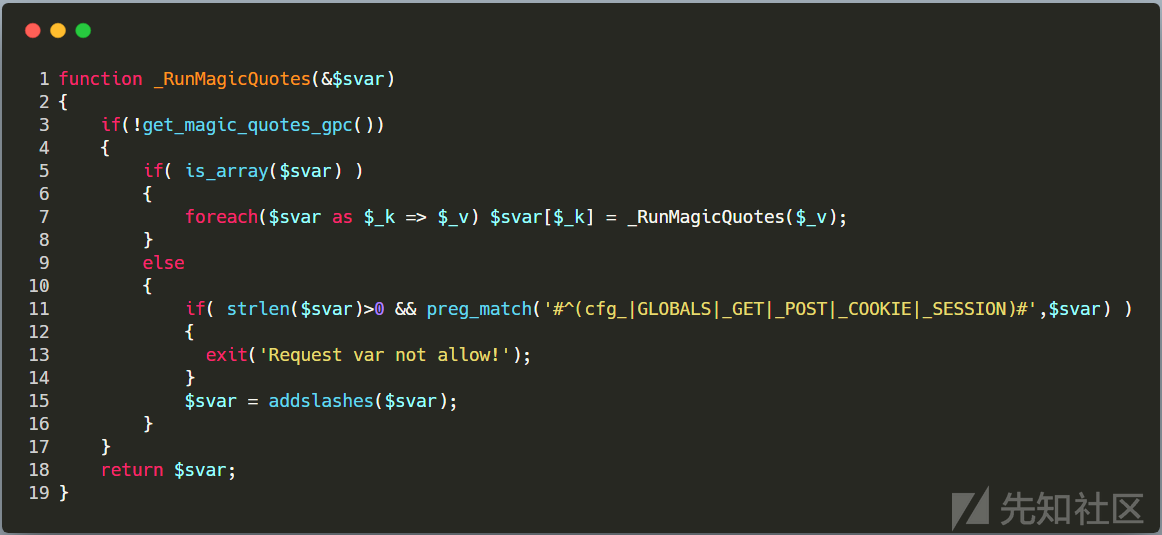 1 function _RunMagicQuotes(&$svar)
2 {
3     if(!get_magic_quotes_gpc())
4     {
5         if( is_array($svar) )
6         {
7             foreach($svar as $_k => $_v) $svar[$_k] = _RunMagicQuotes($_v);
8         }
9         else
10         {
11             if( strlen($svar)>0 && preg_match('#^(cfg_|GLOBALS|_GET|_POST|_COOKIE|_SESSION)#',$svar) )
12             {
13               exit('Request var not allow!');
14             }
15             $svar = addslashes($svar);
16         }
17     }
18     return $svar;
19 }
先知社区